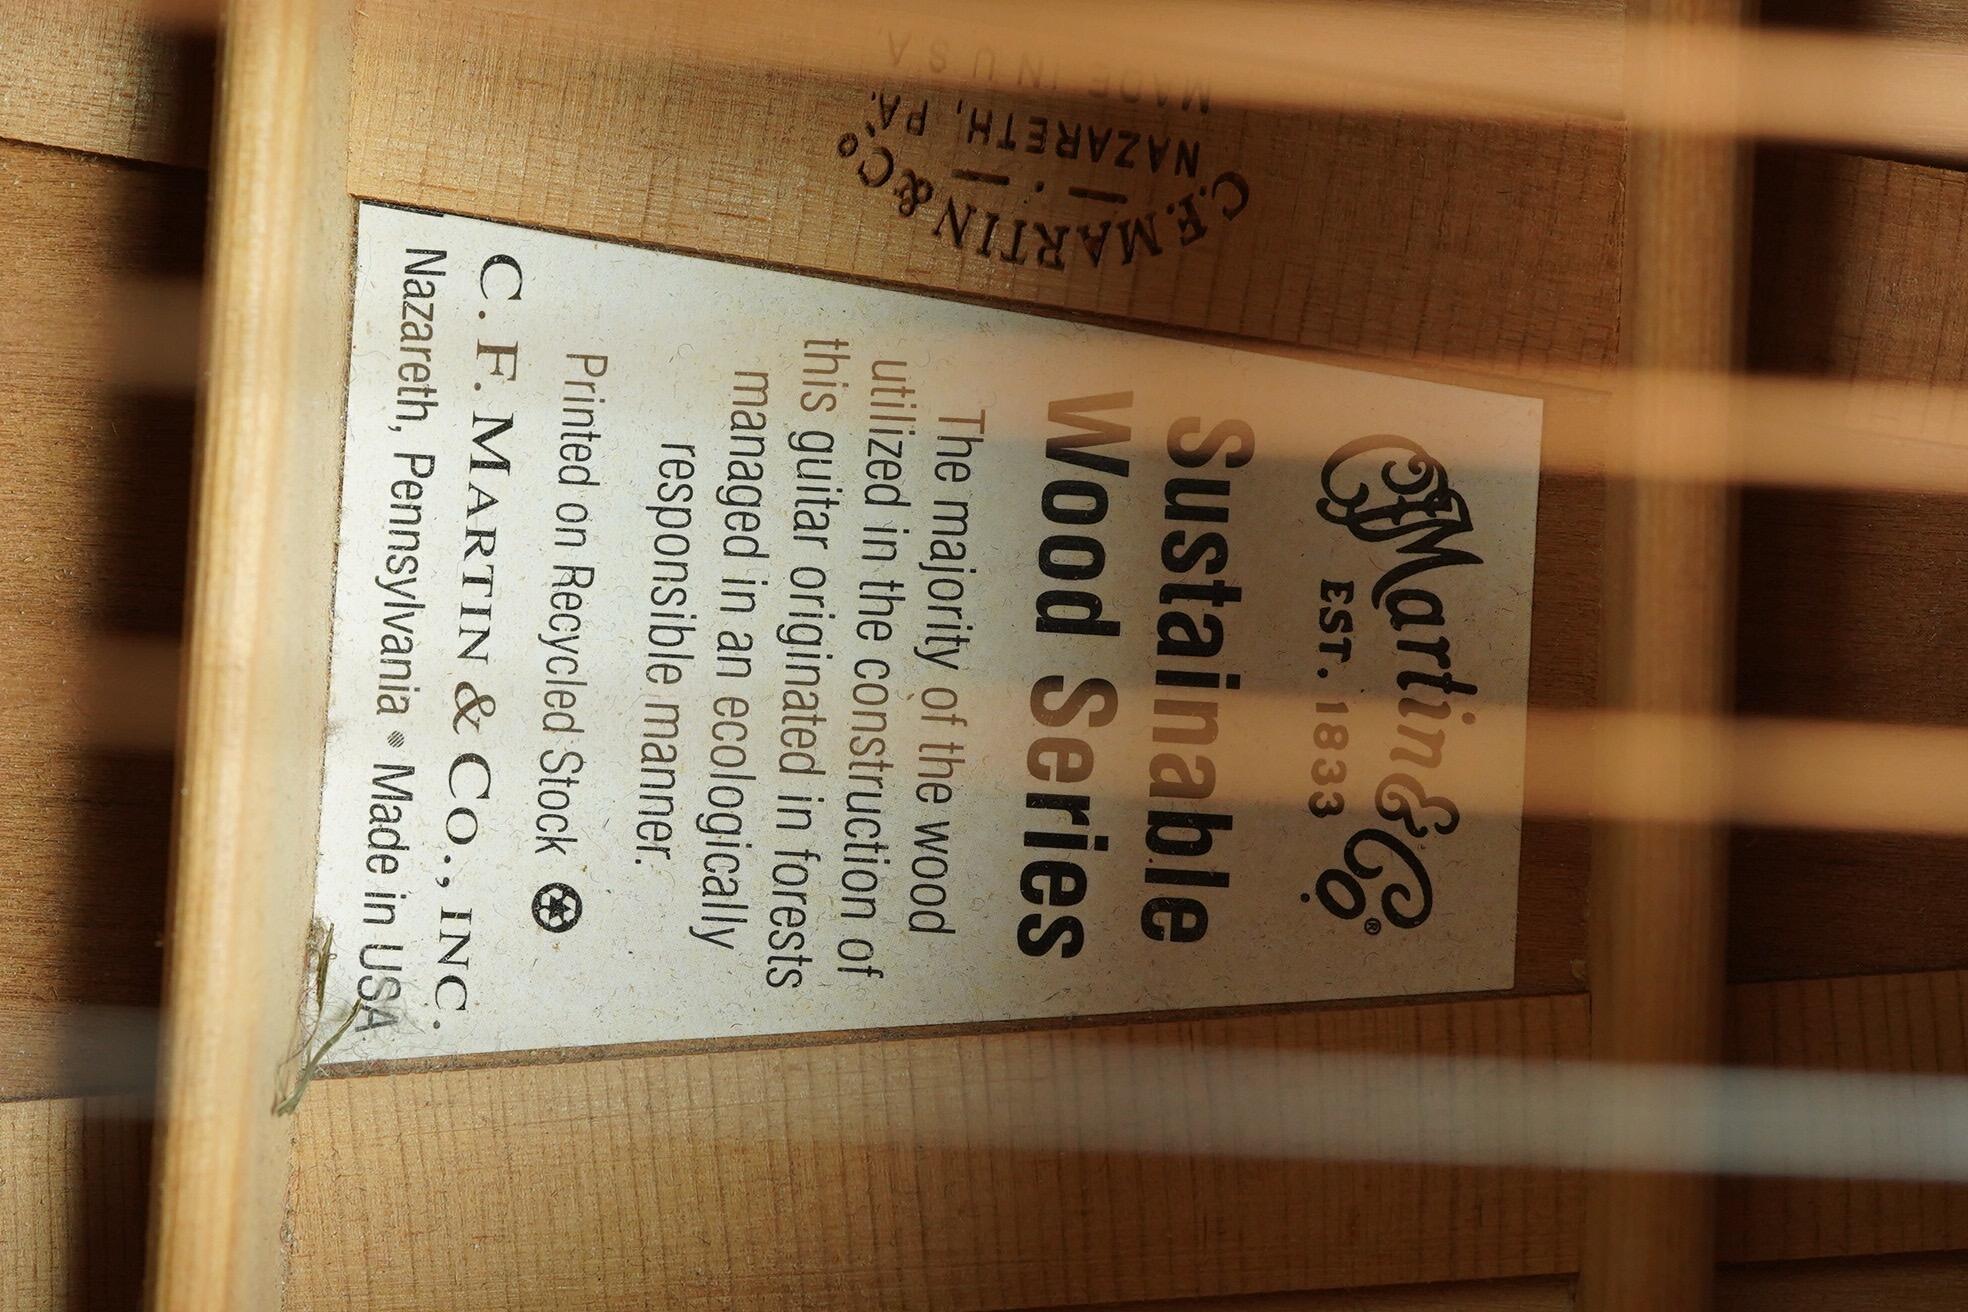 CFMartin & Co®
EST. 1833
Sustainable
Wood Series
The majority of the wood
utilized in the construction of
this guitar originated in forests
managed in an ecologically
responsible manner.
Printed on Recycled Stock
C. F. MARTIN & CO., INC.
Nazareth, Pennsylvania • Made in USA
C.F. MARTIN & Co
NAZARETH, PA.
MADE IN U S A